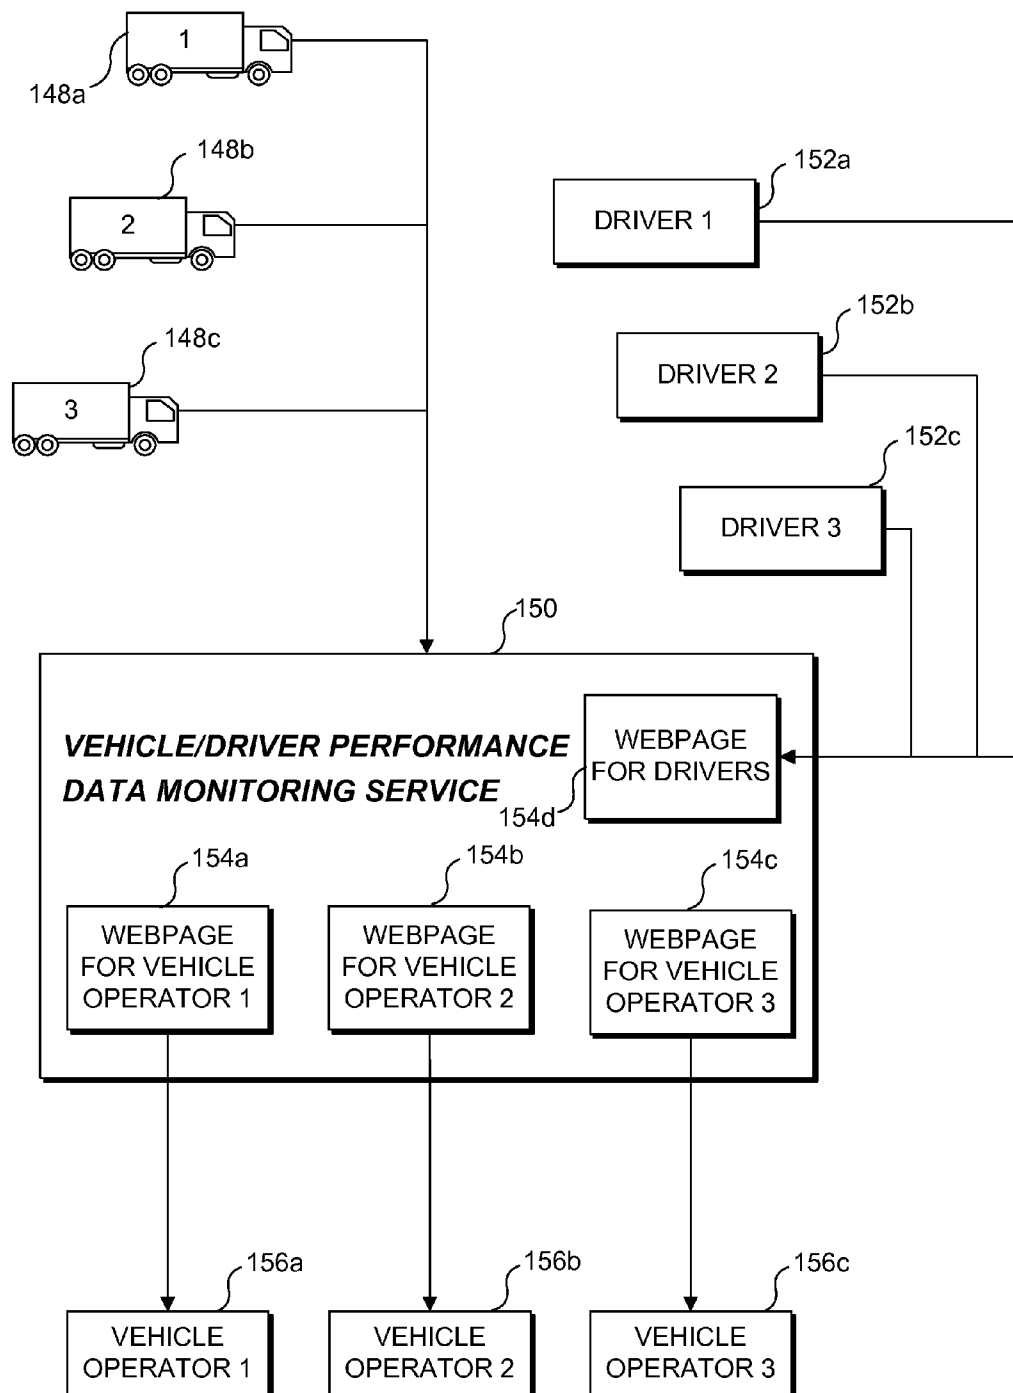 1
148a
148b
2
148c
3
152a
DRIVER 1
152b
DRIVER 2
152c
DRIVER 3
150
VEHICLE/DRIVER PERFORMANCE
DATA MONITORING SERVICE
WEBPAGE
FOR DRIVERS
154d
154a
WEBPAGE
FOR VEHICLE
OPERATOR 1
154b
WEBPAGE
FOR VEHICLE
OPERATOR 2
154c
WEBPAGE
FOR VEHICLE
OPERATOR 3
156a
VEHICLE
OPERATOR 1
156b
VEHICLE
OPERATOR 2
156c
VEHICLE
OPERATOR 3